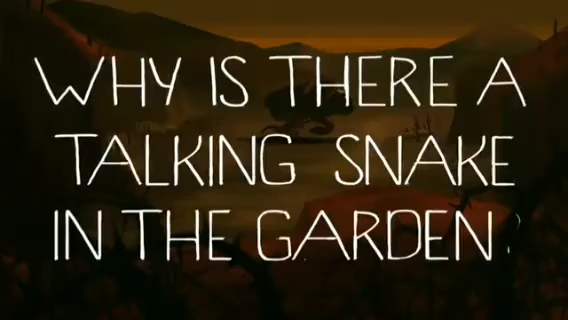 WHY IS THERE A
TALKING SNAKE
IN THE GARDEN?